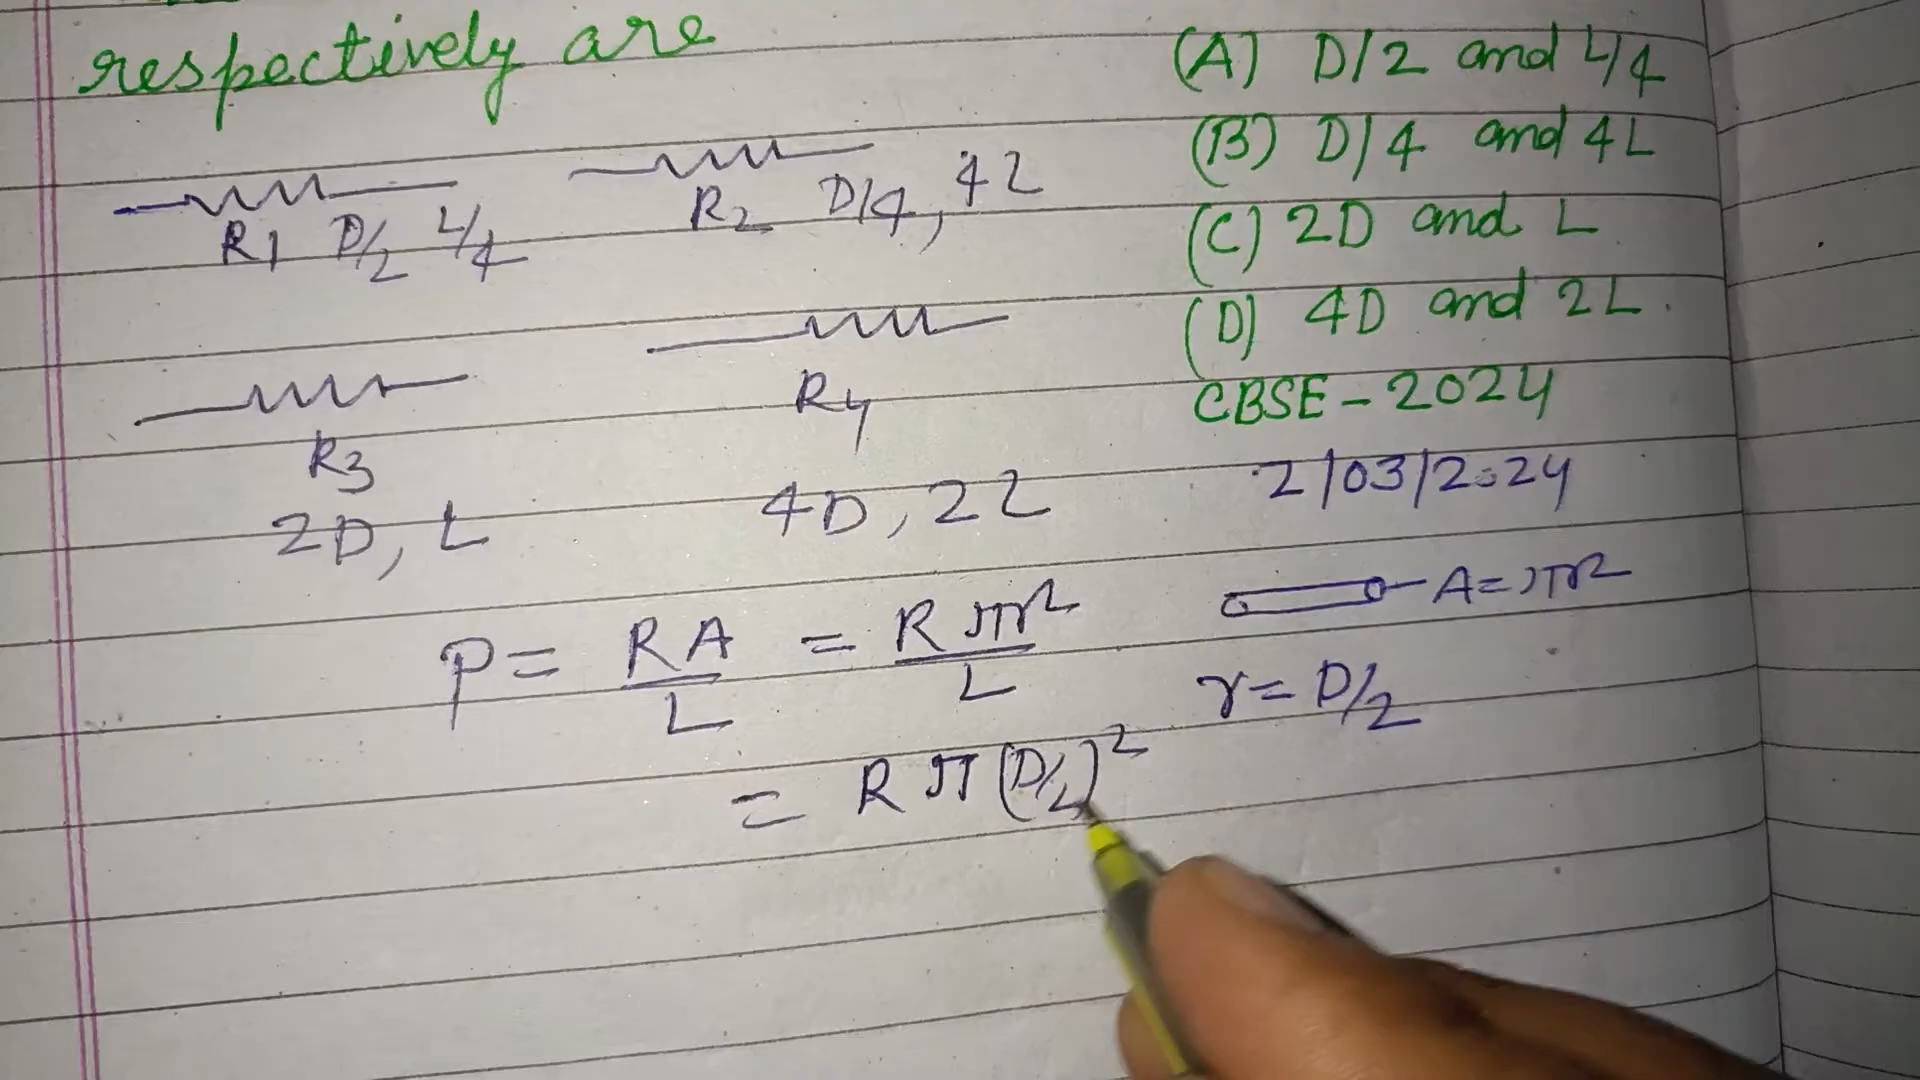 respectively are
(A) D/2 and L/4
(B) D/4 and 4L
(C) 2D and L
(D) 4D and 2L.
CBSE-2024
2/03/2024
R1 D/2 L/4
R2 D/4, 4L
R3
2D, L
R4
4D, 2L
ρ = RA/L = Rπr²/L
A=πr²
r = D/2
= Rπ(D/2)²